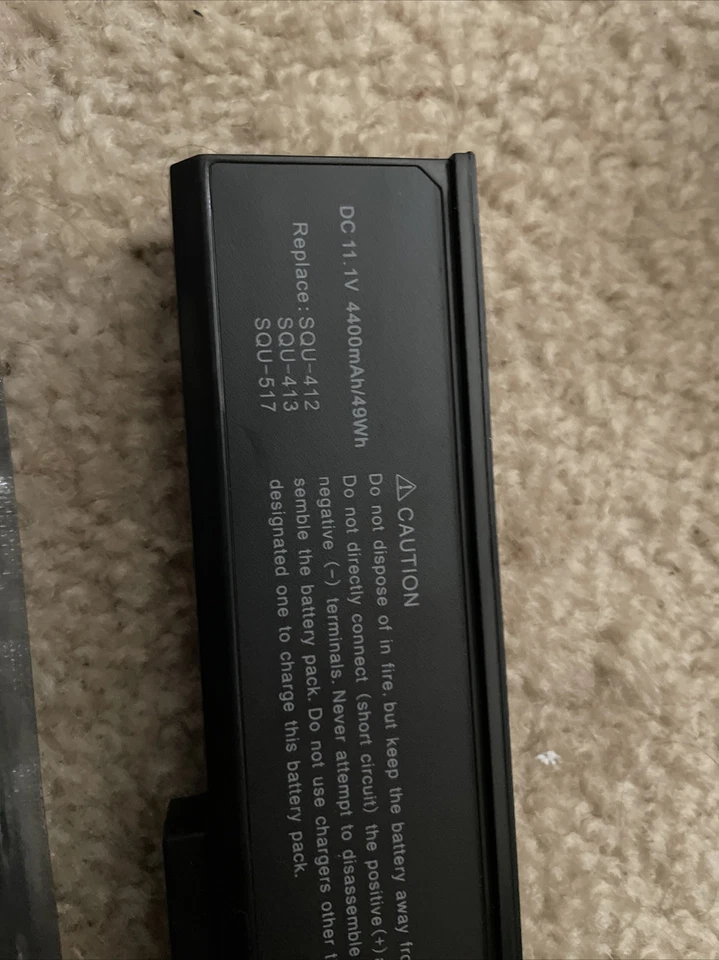 DC 11.1V 4400mAh/49Wh
Replace: SQU-412
SQU-413
SQU-517
⚠ CAUTION
Do not dispose of in fire, but keep the battery away
Do not directly connect (short circuit) the positive(+)
negative (-) terminals. Never attempt to disassemble
semble the battery pack. Do not use chargers other
designated one to charge this battery pack.